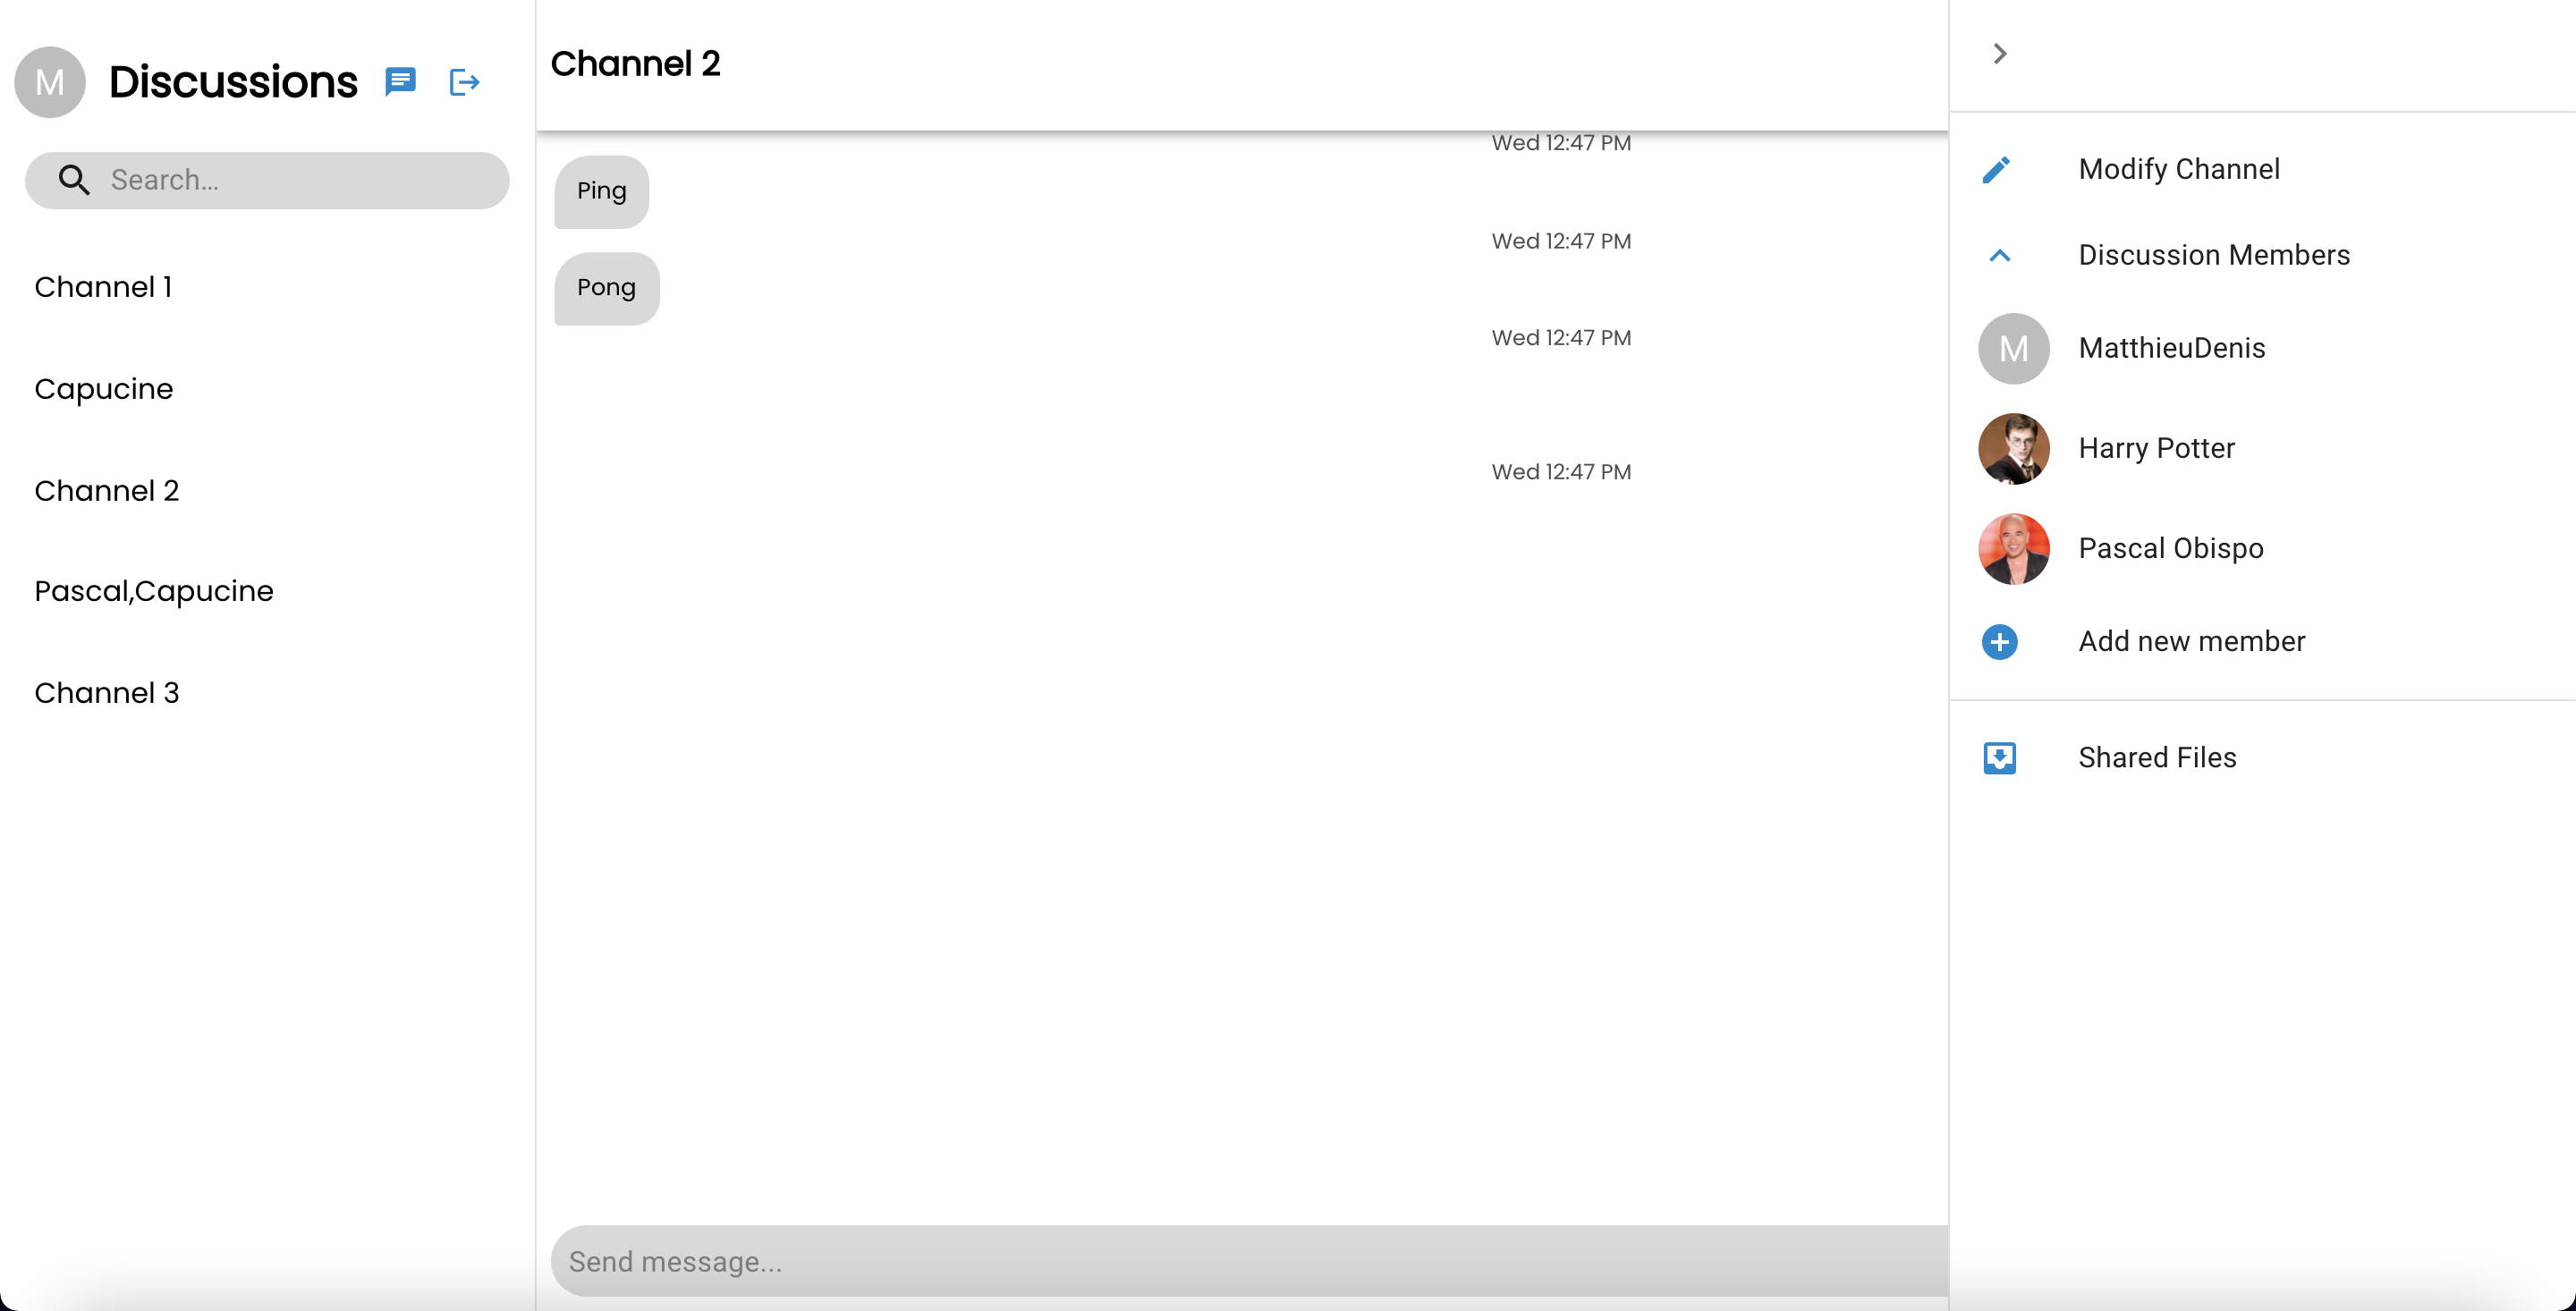 M
Discussions
Search...
Channel 1
Capucine
Channel 2
Pascal,Capucine
Channel 3
Channel 2
Wed 12:47 PM
Ping
Wed 12:47 PM
Pong
Wed 12:47 PM
Wed 12:47 PM
Send message...
Modify Channel
Discussion Members
M
MatthieuDenis
Harry Potter
Pascal Obispo
Add new member
Shared Files